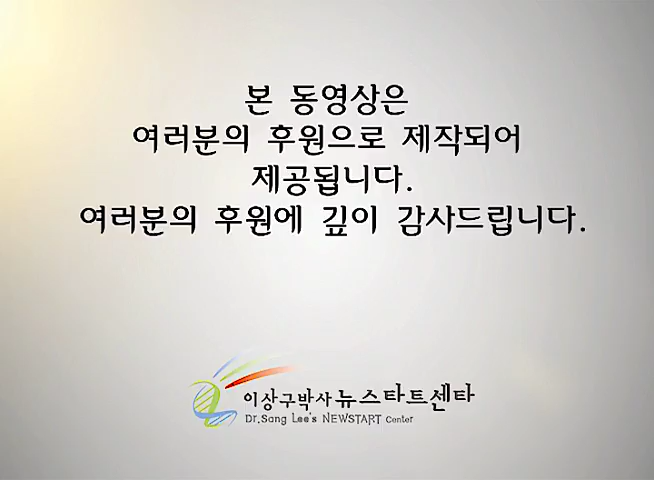 본 동영상은
여러분의 후원으로 제작되어
제공됩니다.
여러분의 후원에 깊이 감사드립니다.
이상구박사 뉴스타트센타
Dr.Sang Lee's NEWSTART Center